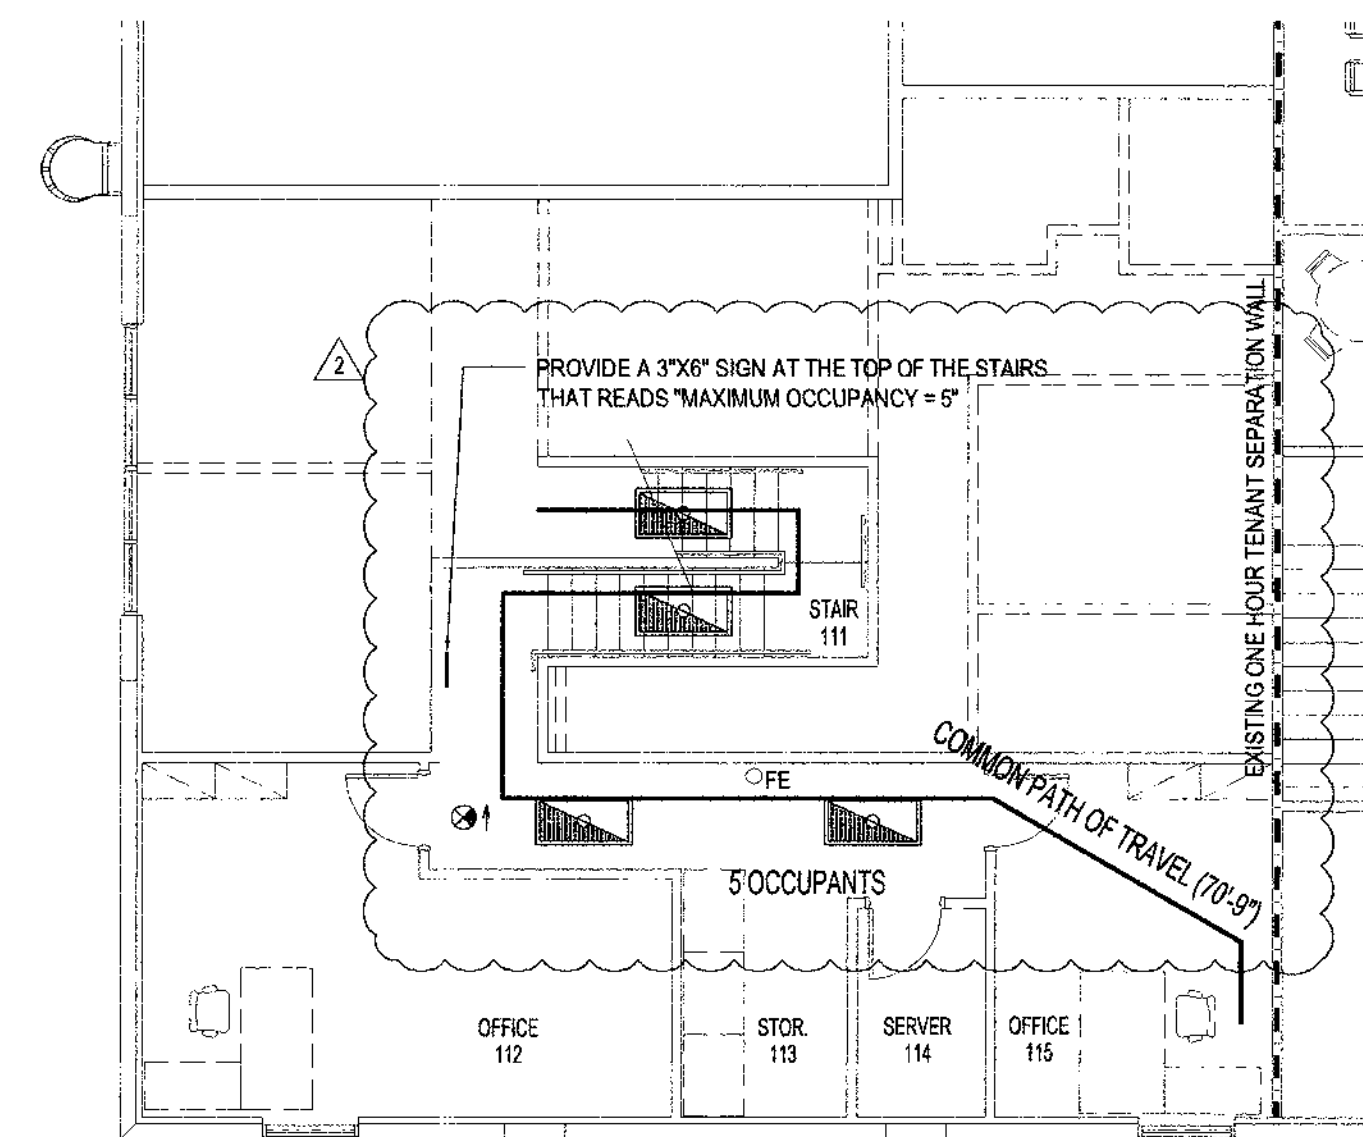 2
PROVIDE A 3"X6" SIGN AT THE TOP OF THE STAIRS
THAT READS "MAXIMUM OCCUPANCY = 5"
EXISTING ONE HOUR TENANT SEPARATION WALL
STAIR
111
COMMON PATH OF TRAVEL (70'-9")
FE
5 OCCUPANTS
OFFICE
112
STOR.
113
SERVER
114
OFFICE
115